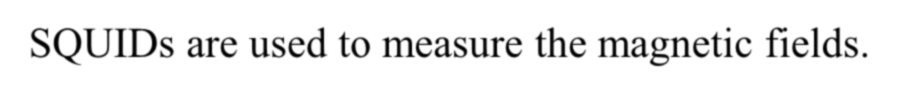 SQUIDs are used to measure the magnetic fields.